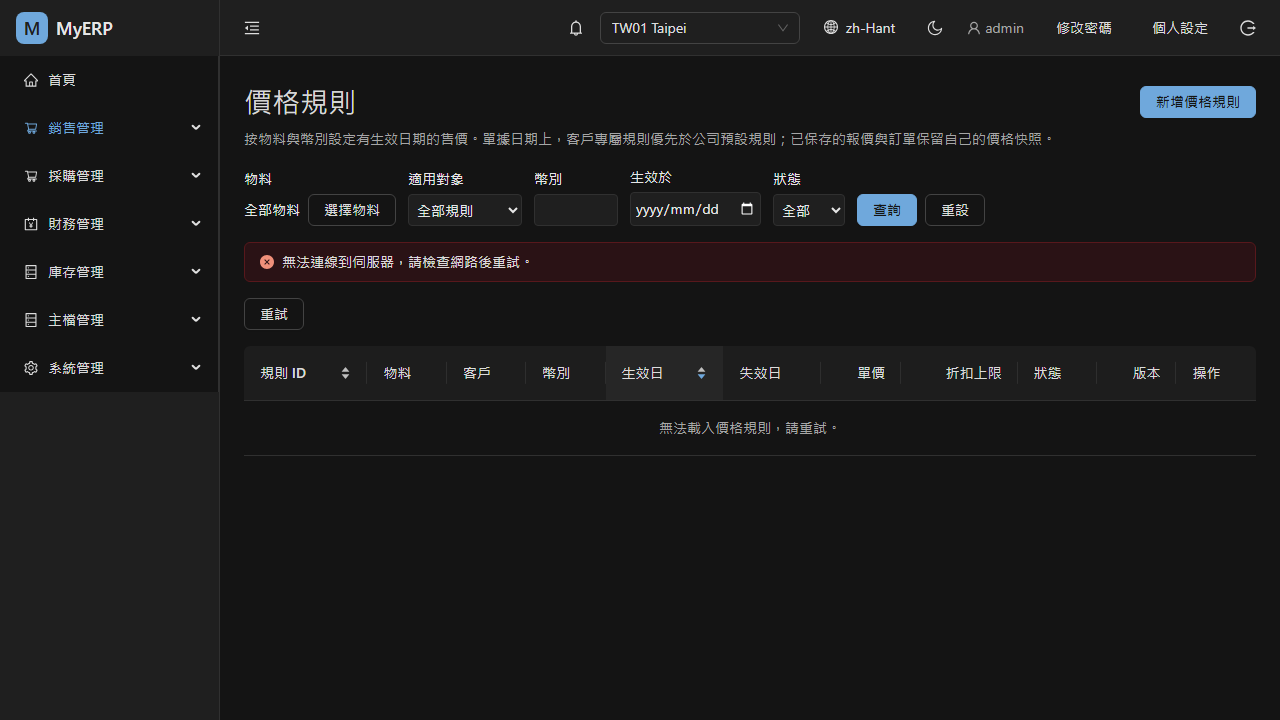 M MyERP
TW01 Taipei
zh-Hant
admin
修改密碼
個人設定
首頁
銷售管理
採購管理
財務管理
庫存管理
主檔管理
系統管理
價格規則
新增價格規則
按物料與幣別設定有生效日期的售價。單據日期上，客戶專屬規則優先於公司預設規則；已保存的報價與訂單保留自己的價格快照。
物料
適用對象
幣別
生效於
狀態
全部物料
選擇物料
全部規則
yyyy/mm/dd
全部
查詢
重設
無法連線到伺服器，請檢查網路後重試。
重試
規則 ID
物料
客戶
幣別
生效日
失效日
單價
折扣上限
狀態
版本
操作
無法載入價格規則，請重試。